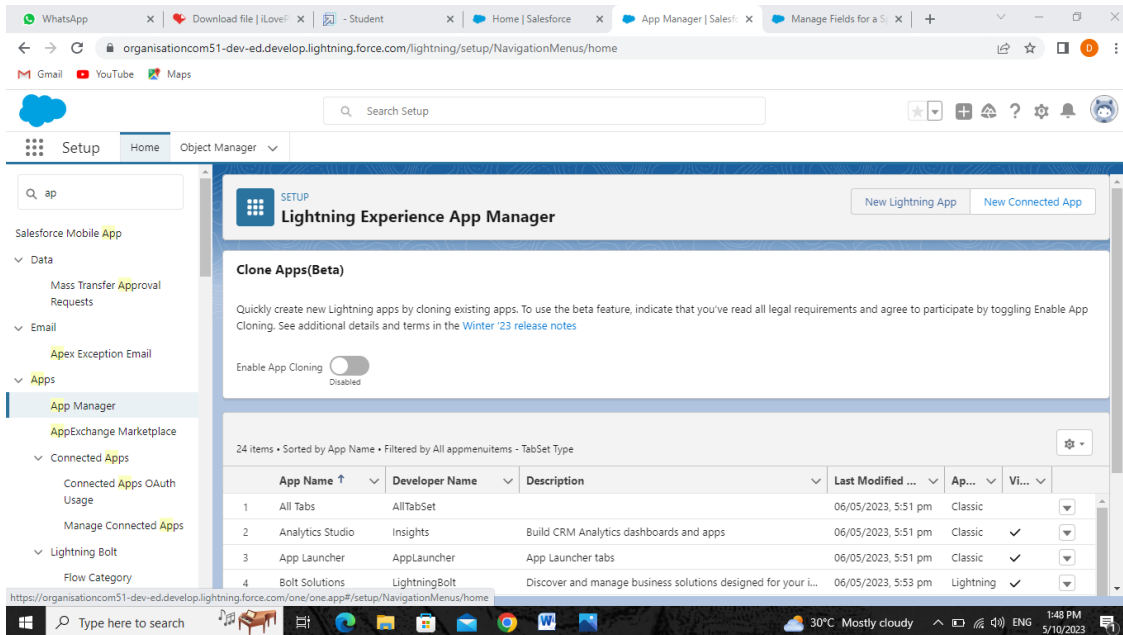 WhatsApp
Download file | iLoveP
- Student
Home | Salesforce
App Manager | Salesfo
Manage Fields for a S
organisationcom51-dev-ed.develop.lightning.force.com/lightning/setup/NavigationMenus/home
D
Gmail
YouTube
Maps
Search Setup
Setup
Home
Object Manager
ap
Salesforce Mobile App
Data
Mass Transfer Approval
Requests
Email
Apex Exception Email
Apps
App Manager
AppExchange Marketplace
Connected Apps
Connected Apps OAuth
Usage
Manage Connected Apps
Lightning Bolt
Flow Category
SETUP
Lightning Experience App Manager
New Lightning App
New Connected App
Clone Apps(Beta)
Quickly create new Lightning apps by cloning existing apps. To use the beta feature, indicate that you've read all legal requirements and agree to participate by toggling Enable App
Cloning. See additional details and terms in the Winter '23 release notes
Enable App Cloning
Disabled
24 items • Sorted by App Name • Filtered by All appmenuitems - TabSet Type
App Name Developer Name Description Last Modified ... Ap... Vi...
1 All Tabs AllTabSet 06/05/2023, 5:51 pm Classic
2 Analytics Studio Insights Build CRM Analytics dashboards and apps 06/05/2023, 5:51 pm Classic
3 App Launcher AppLauncher App Launcher tabs 06/05/2023, 5:51 pm Classic
4 Bolt Solutions LightningBolt Discover and manage business solutions designed for your i... 06/05/2023, 5:53 pm Lightning
https://organisationcom51-dev-ed.develop.lightning.force.com/one/one.app#/setup/NavigationMenus/home
Type here to search
30°C Mostly cloudy
ENG
1:48 PM
5/10/2023